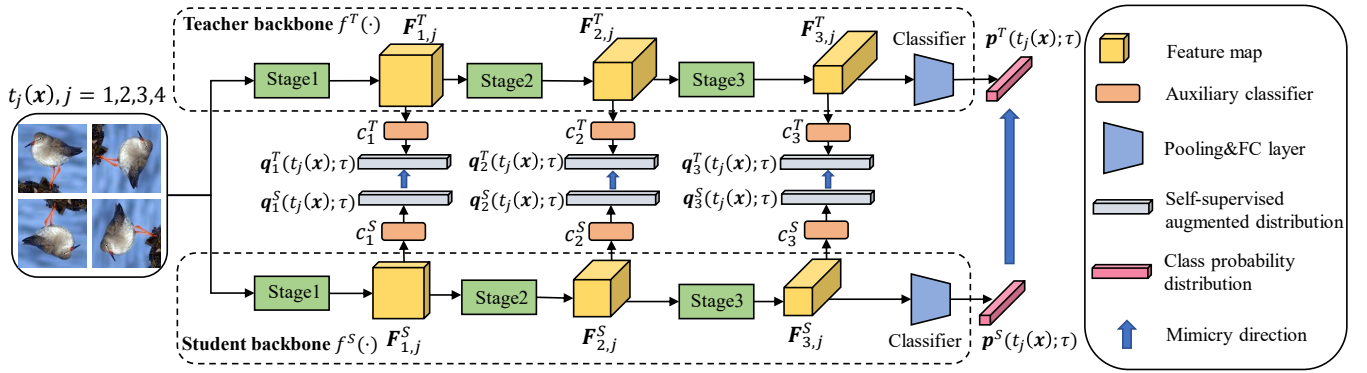 Teacher backbone f^T(·)
F^T_{1,j}
F^T_{2,j}
F^T_{3,j}
Classifier
p^T(t_j(x); τ)
Stage1
Stage2
Stage3
t_j(x), j = 1,2,3,4
c^T_1
c^T_2
c^T_3
q^T_1(t_j(x); τ)
q^T_2(t_j(x); τ)
q^T_3(t_j(x); τ)
q^S_1(t_j(x); τ)
q^S_2(t_j(x); τ)
q^S_3(t_j(x); τ)
c^S_1
c^S_2
c^S_3
Stage1
Stage2
Stage3
Student backbone f^S(·)
F^S_{1,j}
F^S_{2,j}
F^S_{3,j}
Classifier
p^S(t_j(x); τ)
Feature map
Auxiliary classifier
Pooling&FC layer
Self-supervised
augmented distribution
Class probability
distribution
Mimicry direction